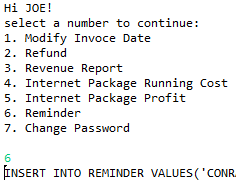 Hi JOE!
select a number to continue:
1. Modify Invoce Date
2. Refund
3. Revenue Report
4. Internet Package Running Cost
5. Internet Package Profit
6. Reminder
7. Change Password
6
INSERT INTO REMINDER VALUES('CONR